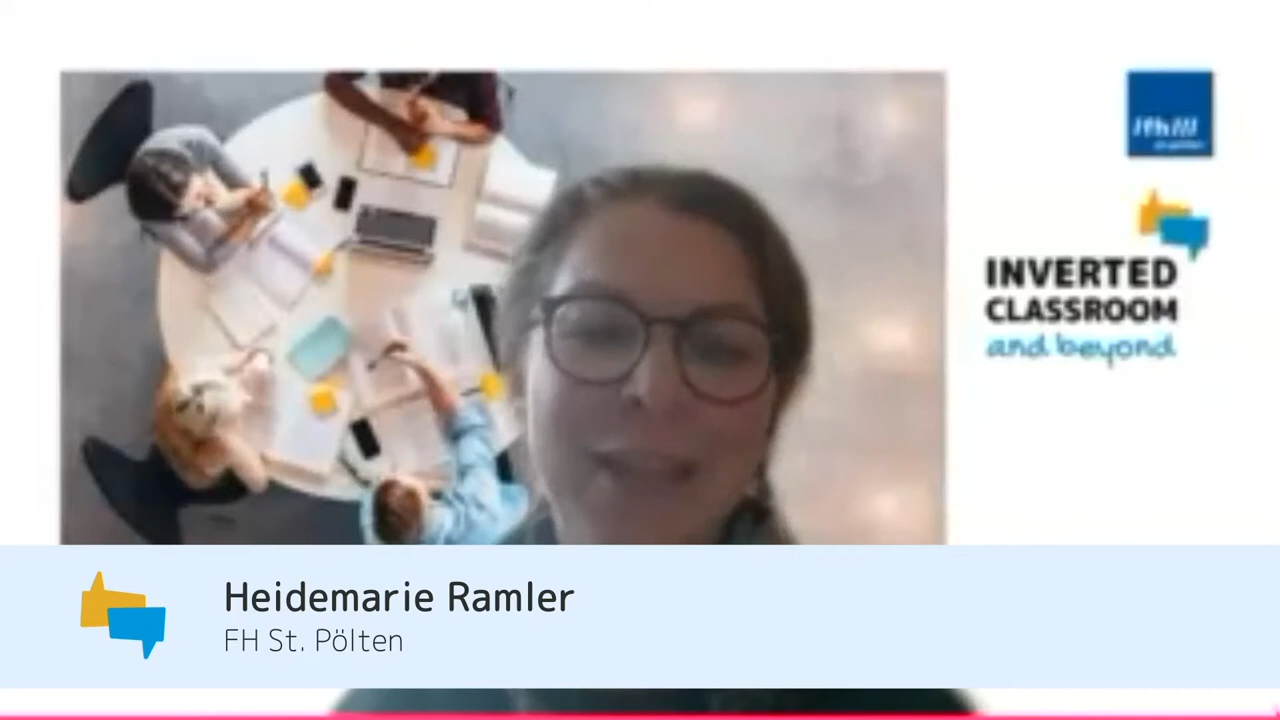 INVERTED
CLASSROOM
and beyond
Heidemarie Ramler
FH St. Pölten